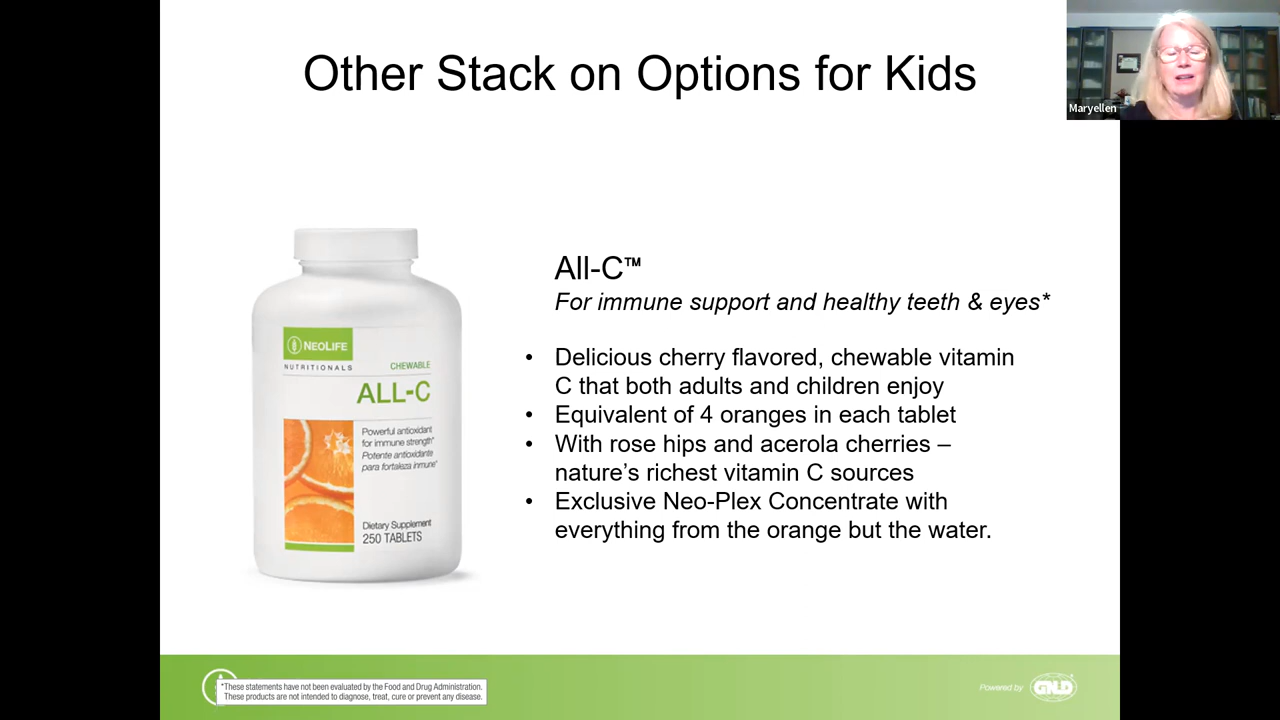 Other Stack on Options for Kids
Maryellen
NEOLIFE
NUTRITIONALS
CHEWABLE
ALL-C
Powerful antioxidant
for immune strength*
Potente antioxidante
para fortaleza inmune*
Dietary Supplement
250 TABLETS
All-C™
For immune support and healthy teeth & eyes*
• Delicious cherry flavored, chewable vitamin
C that both adults and children enjoy
• Equivalent of 4 oranges in each tablet
• With rose hips and acerola cherries –
nature’s richest vitamin C sources
• Exclusive Neo-Plex Concentrate with
everything from the orange but the water.
*These statements have not been evaluated by the Food and Drug Administration.
These products are not intended to diagnose, treat, cure or prevent any disease.
Powered by
GNLD